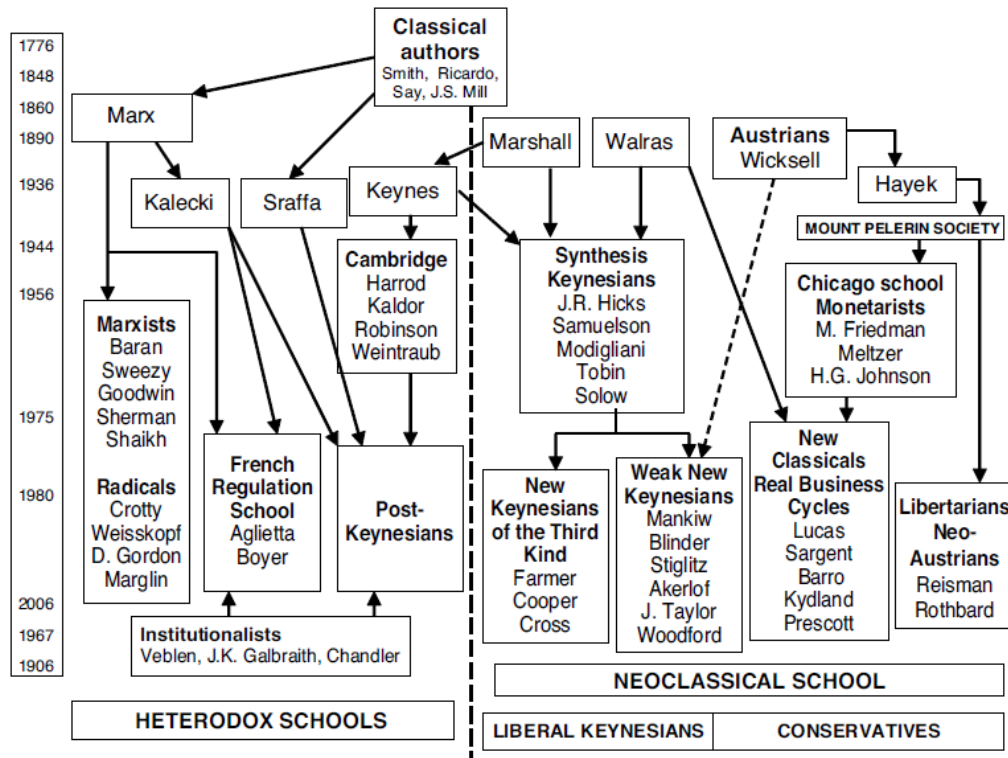 1776
1848
1860
1890
1936
1944
1956
1975
1980
2006
1967
1906
Classical
authors
Smith, Ricardo,
Say, J.S. Mill
Marx
Marshall
Walras
Austrians
Wicksell
Hayek
Kalecki
Sraffa
Keynes
MOUNT PELERIN SOCIETY
Cambridge
Harrod
Kaldor
Robinson
Weintraub
Synthesis
Keynesians
J.R. Hicks
Samuelson
Modigliani
Tobin
Solow
Chicago school
Monetarists
M. Friedman
Meltzer
H.G. Johnson
Marxists
Baran
Sweezy
Goodwin
Sherman
Shaikh
Radicals
Crotty
Weisskopf
D. Gordon
Marglin
French
Regulation
School
Aglietta
Boyer
Post-
Keynesians
New
Keynesians
of the Third
Kind
Farmer
Cooper
Cross
Weak New
Keynesians
Mankiw
Blinder
Stiglitz
Akerlof
J. Taylor
Woodford
New
Classicals
Real Business
Cycles
Lucas
Sargent
Barro
Kydland
Prescott
Libertarians
Neo-
Austrians
Reisman
Rothbard
Institutionalists
Veblen, J.K. Galbraith, Chandler
NEOCLASSICAL SCHOOL
HETERODOX SCHOOLS
LIBERAL KEYNESIANS
CONSERVATIVES